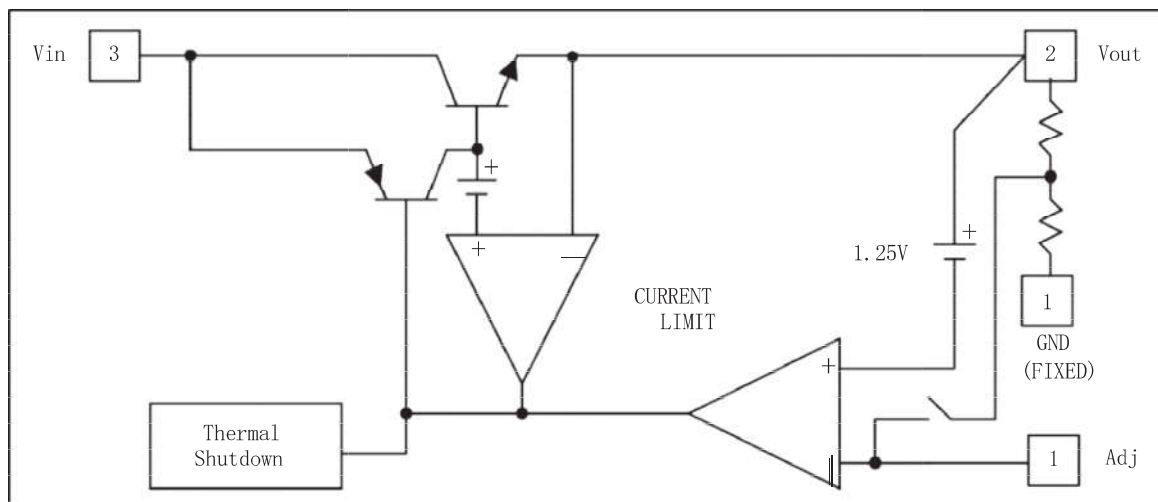 Vin 3
2 Vout
+
+
1.25V
+
1
GND
(FIXED)
CURRENT
LIMIT
+
Thermal
Shutdown
1 Adj